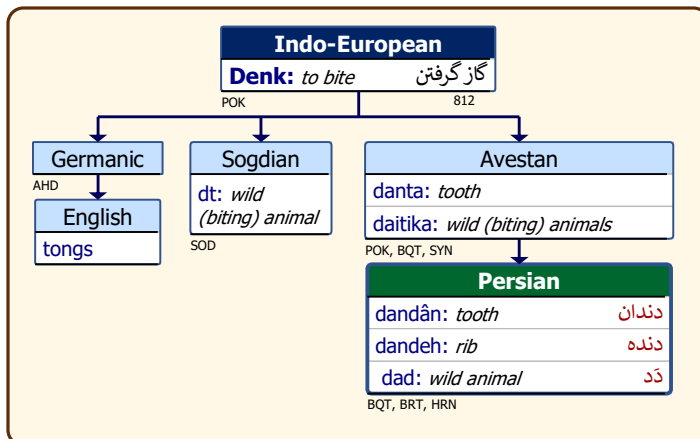 Indo-European
Denk: to bite گاز گرفتن
POK 812
Germanic
AHD
English
tongs
Sogdian
dt: wild
(biting) animal
SOD
Avestan
danta: tooth
daitika: wild (biting) animals
POK, BQT, SYN
Persian
dandân: tooth دندان
dandeh: rib دنده
dad: wild animal دَد
BQT, BRT, HRN